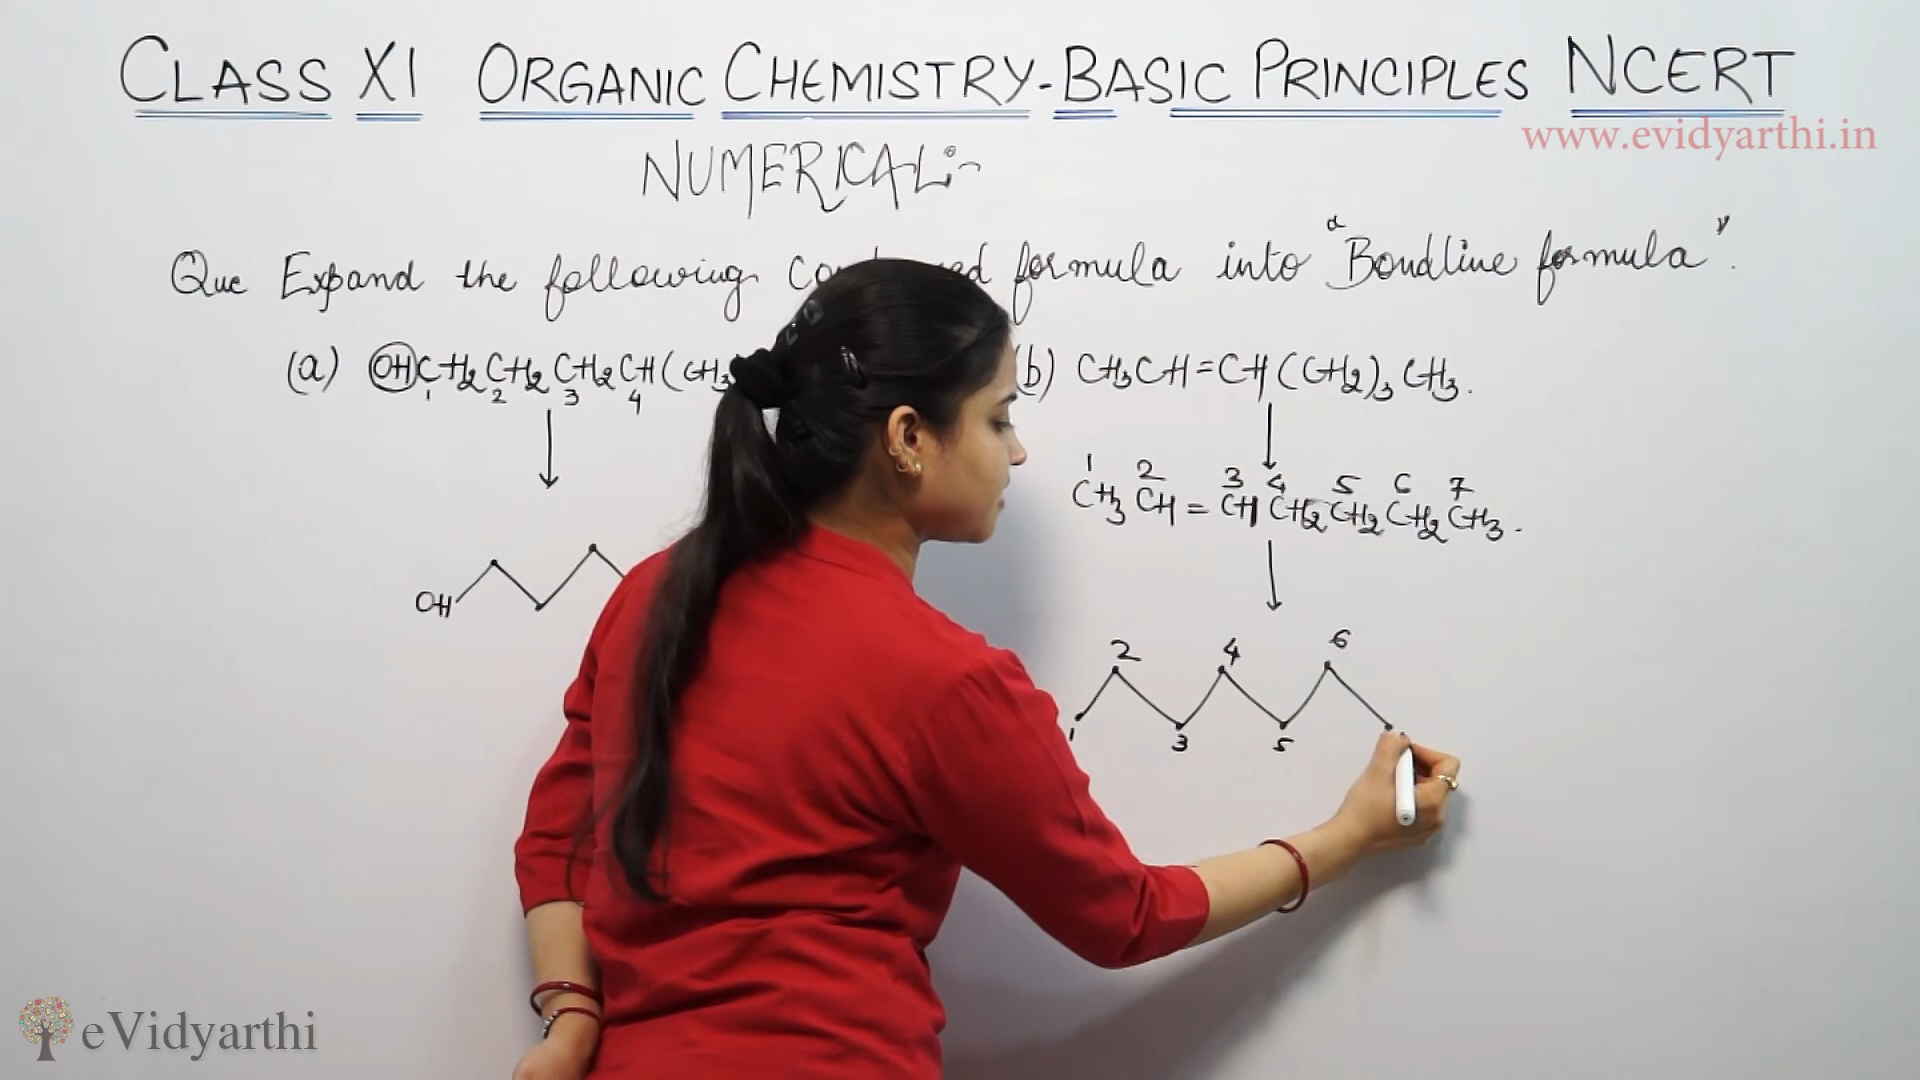 CLASS XI ORGANIC CHEMISTRY-BASIC PRINCIPLES NCERT
www.evidyarthi.in
NUMERICAL:-
Que Expand the following formula into "Bondline formula".
(a) OHCH2CH2CH2CH(CH3
1 2 3 4
(b) CH3CH=CH(CH2)3CH3.
1 2 3 4 5 6 7
CH3CH=CHCH2CH2CH2CH3.
OH
2 4 6
1 3 5
eVidyarthi